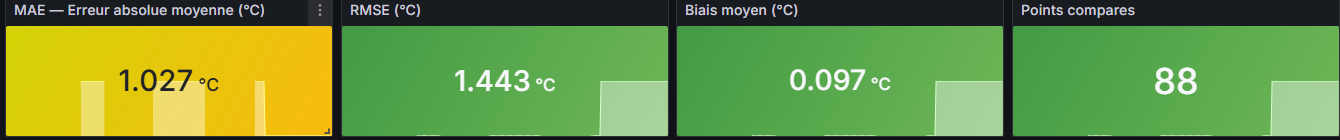 MAE — Erreur absolue moyenne (°C)
RMSE (°C)
Biais moyen (°C)
Points compares
1.027 °C
1.443 °C
0.097 °C
88